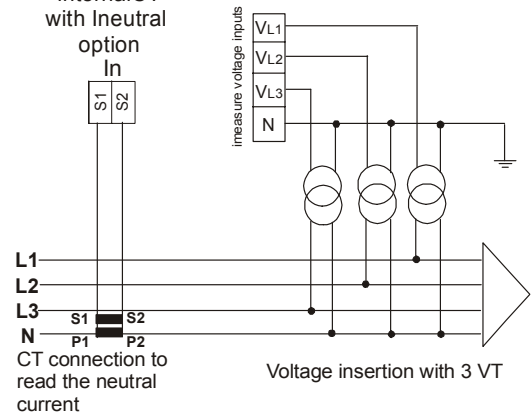 with Ineutral
option
In
S1
S2
imeasure voltage inputs
VL1
VL2
VL3
N
L1
L2
L3
N
S1
S2
P1
P2
CT connection to
read the neutral
current
Voltage insertion with 3 VT